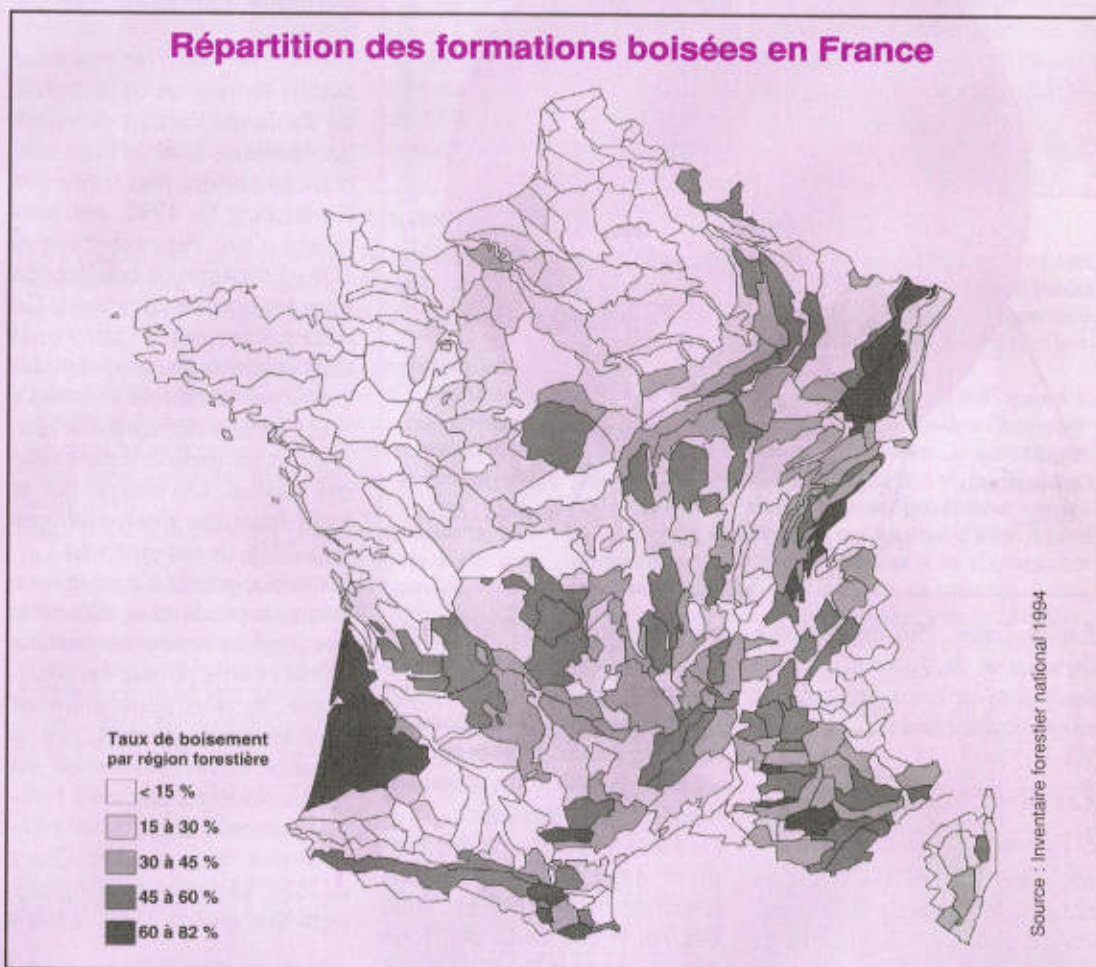 Répartition des formations boisées en France
Taux de boisement
par région forestière
< 15 %
15 à 30 %
30 à 45 %
45 à 60 %
60 à 82 %
Source : Inventaire forestier national 1994